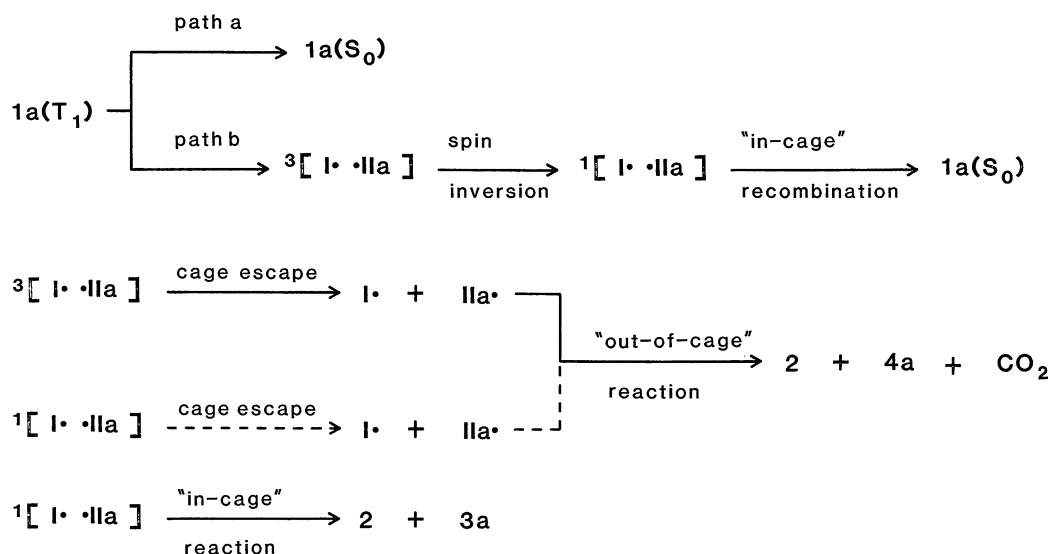 path a
1a(S₀)
1a(T₁)
path b
spin
"in-cage"
³[ I• •IIa ]
¹[ I• •IIa ]
1a(S₀)
inversion
recombination
³[ I• •IIa ]
cage escape
I• + IIa•
"out-of-cage"
2 + 4a + CO₂
reaction
¹[ I• •IIa ]
cage escape
I• + IIa•
¹[ I• •IIa ]
"in-cage"
2 + 3a
reaction